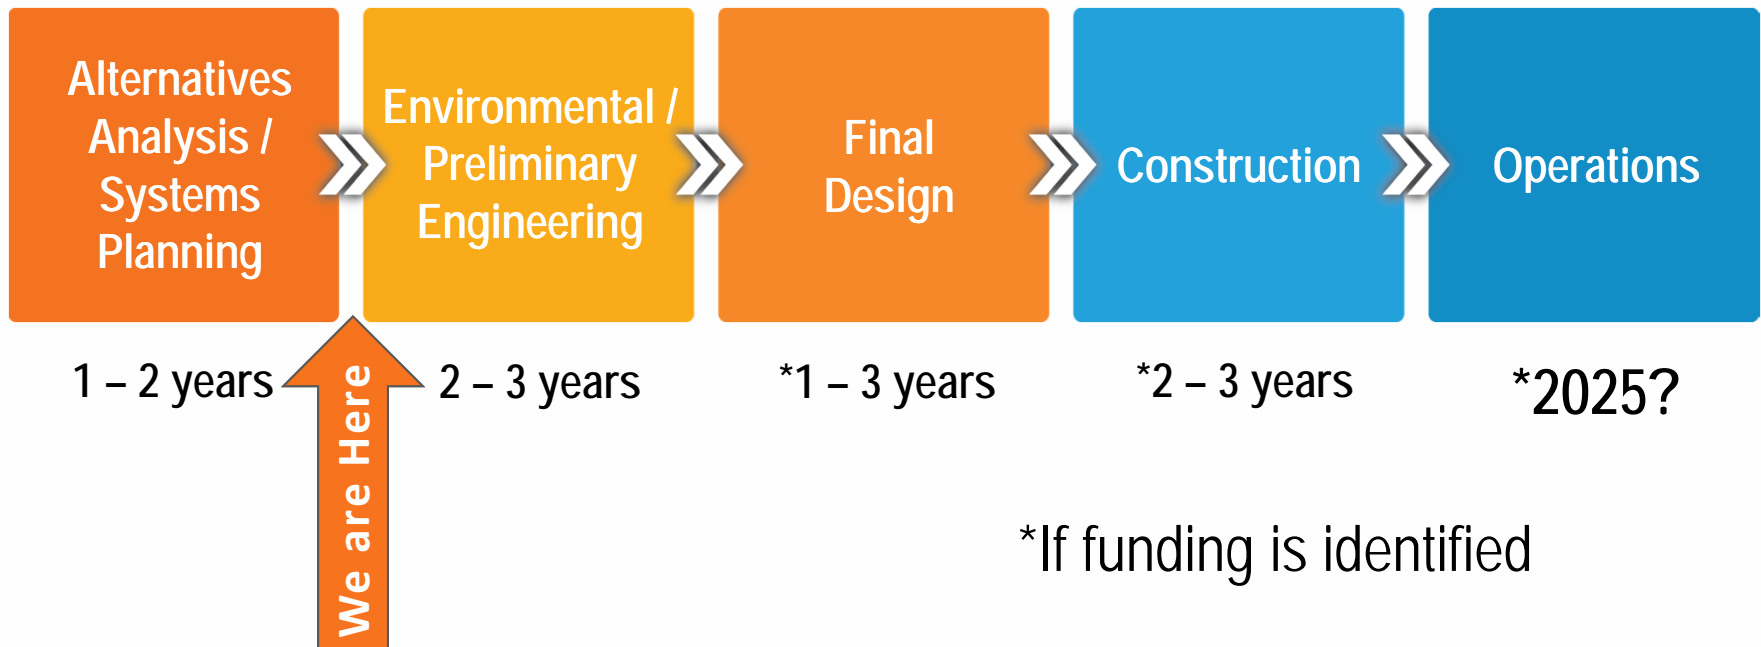 Alternatives
Analysis /
Systems
Planning
Environmental /
Preliminary
Engineering
Final
Design
Construction
Operations
1 – 2 years
2 – 3 years
*1 – 3 years
*2 – 3 years
*2025?
We are Here
*If funding is identified